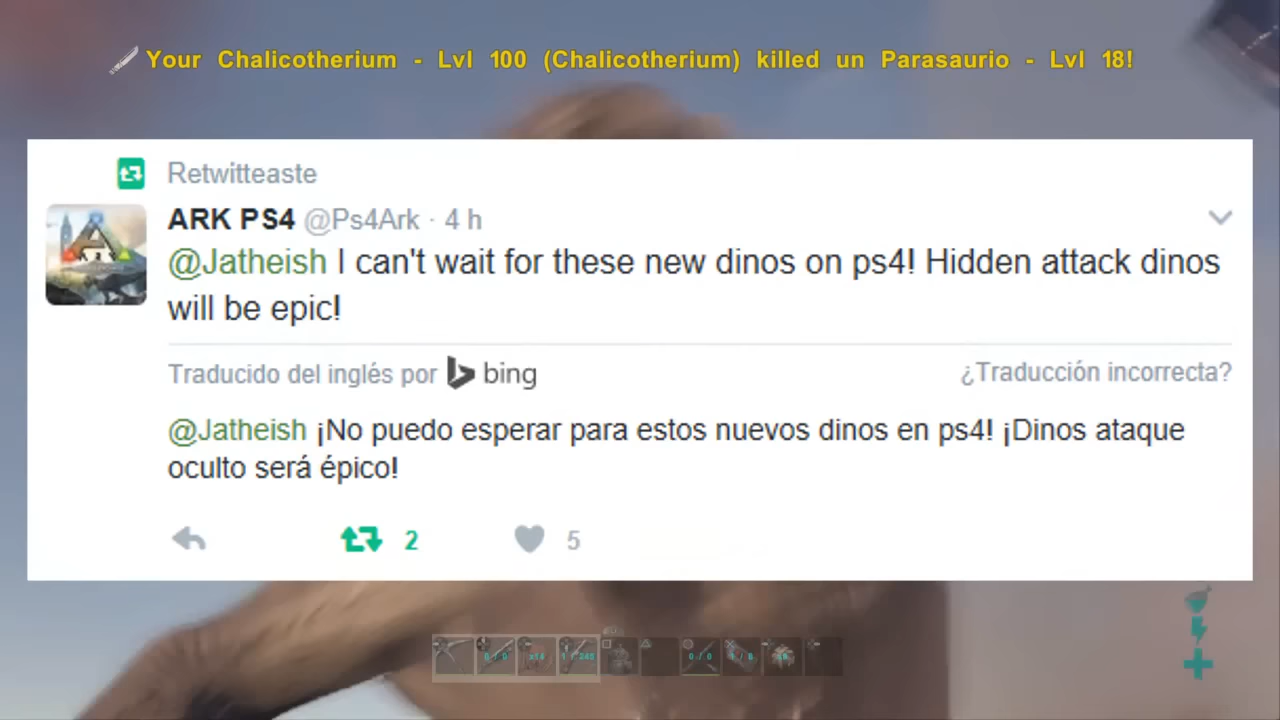 Your Chalicotherium - Lvl 100 (Chalicotherium) killed un Parasaurio - Lvl 18!
Retwitteaste
ARK PS4 @Ps4Ark · 4 h
@Jatheish I can't wait for these new dinos on ps4! Hidden attack dinos
will be epic!
Traducido del inglés por bing
¿Traducción incorrecta?
@Jatheish ¡No puedo esperar para estos nuevos dinos en ps4! ¡Dinos ataque
oculto será épico!
2
5